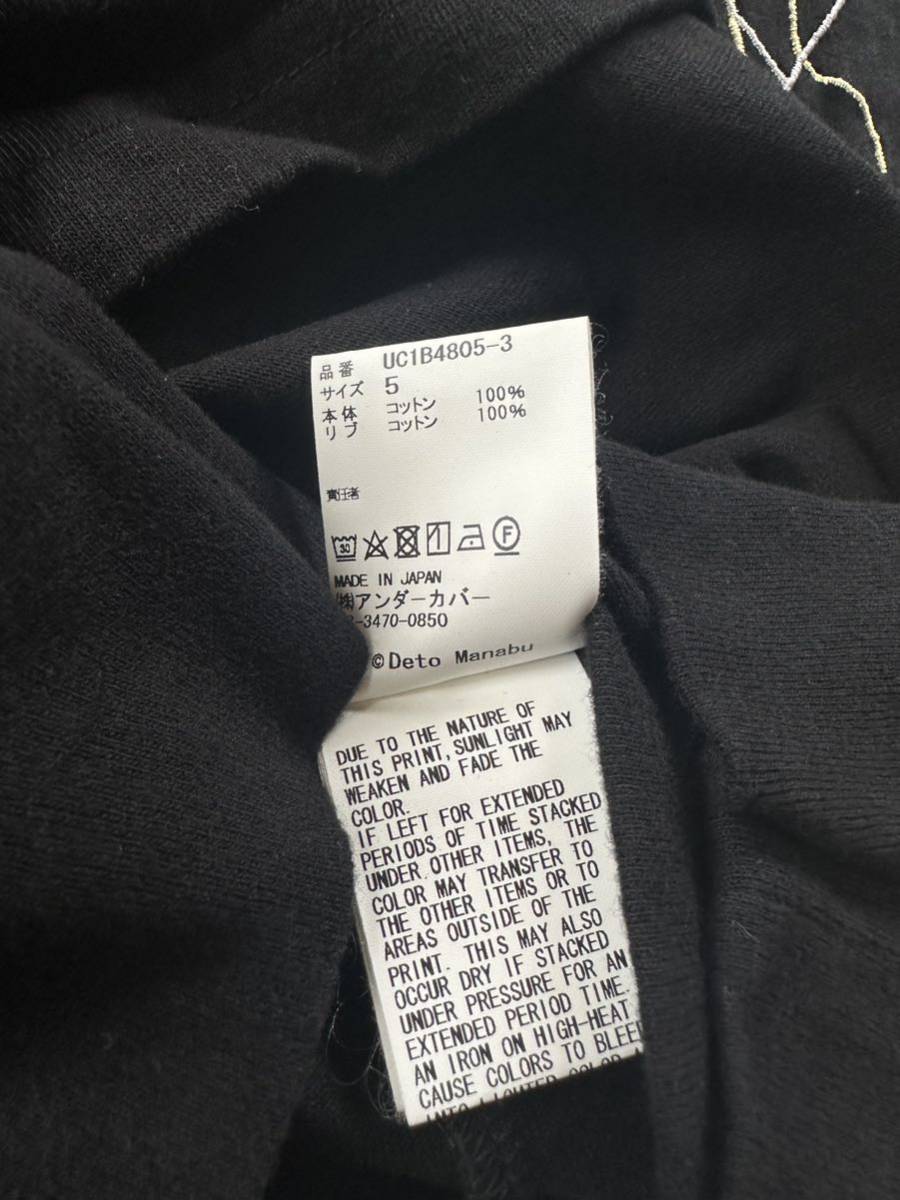 品番 UC1B4805-3
サイズ 5
本体 コットン 100%
リブ コットン 100%
責任者
30
F
MADE IN JAPAN
㈱アンダーカバー
-3470-0850
©Deto Manabu
DUE TO THE NATURE OF
THIS PRINT,SUNLIGHT MAY
WEAKEN AND FADE THE
COLOR.
IF LEFT FOR EXTENDED
PERIODS OF TIME STACKED
UNDER OTHER ITEMS, THE
COLOR MAY TRANSFER TO
THE OTHER ITEMS OR TO
AREAS OUTSIDE OF THE
PRINT. THIS MAY ALSO
OCCUR DRY IF STACKED
UNDER PRESSURE FOR AN
EXTENDED PERIOD TIME.
AN IRON ON HIGH-HEAT
CAUSE COLORS TO BLEED
INTO LIGHTER COLOR